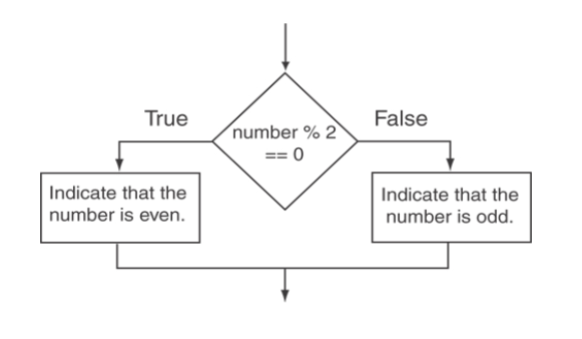 True
False
number % 2
== 0
Indicate that the
number is even.
Indicate that the
number is odd.